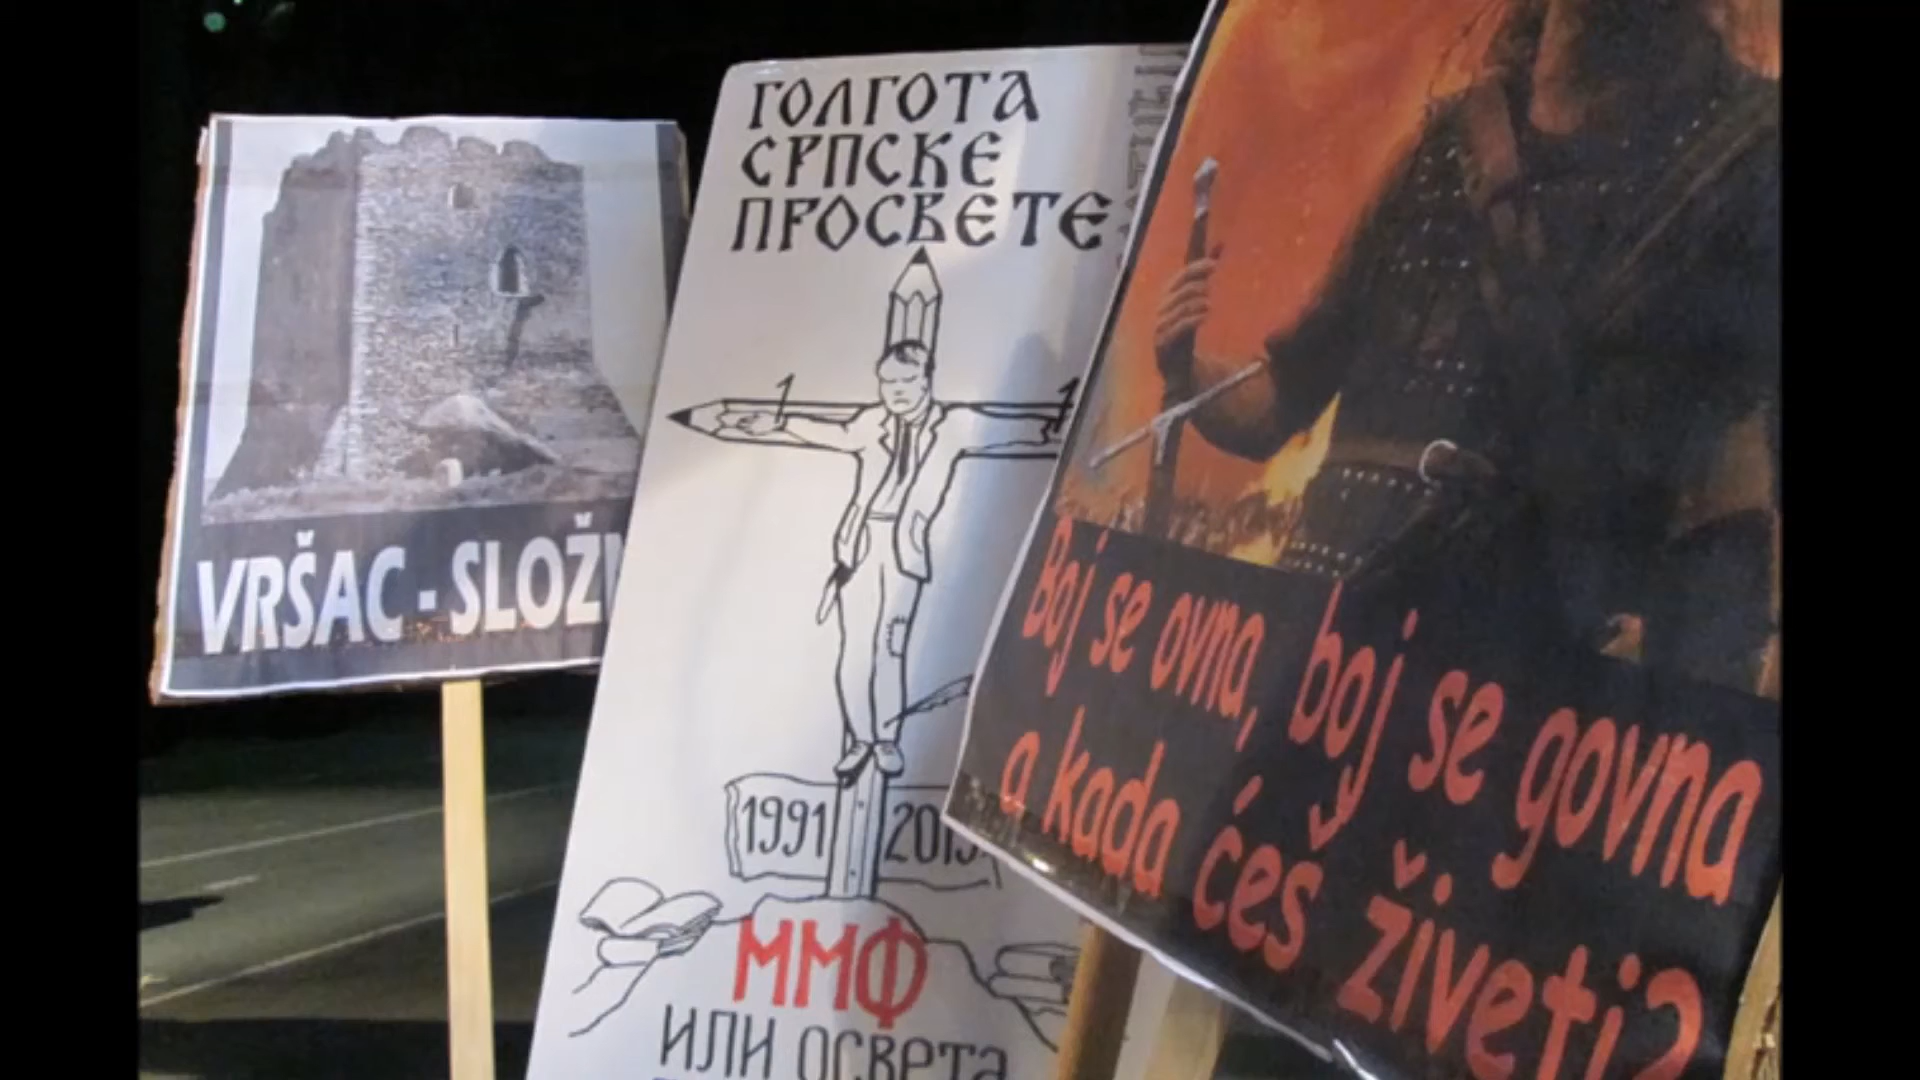 VRŠAC - SLOŽ
ГОЛГОТА
СРПСКЕ
ПРОСВЕТЕ
1991
ММФ
ИЛИ ОСВЕТА
Boj se ovna, boj se govna
a kada ćeš živeti?